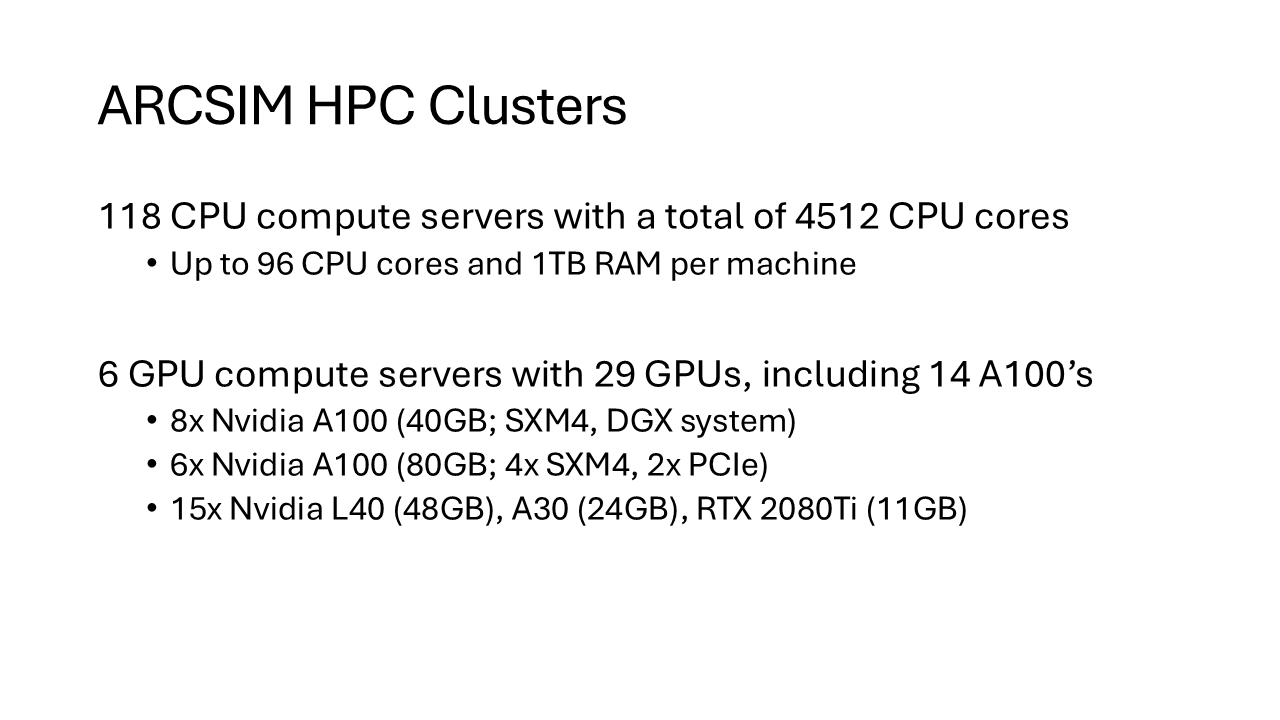 ARCSIM HPC Clusters
118 CPU compute servers with a total of 4512 CPU cores
• Up to 96 CPU cores and 1TB RAM per machine
6 GPU compute servers with 29 GPUs, including 14 A100’s
• 8x Nvidia A100 (40GB; SXM4, DGX system)
• 6x Nvidia A100 (80GB; 4x SXM4, 2x PCIe)
• 15x Nvidia L40 (48GB), A30 (24GB), RTX 2080Ti (11GB)